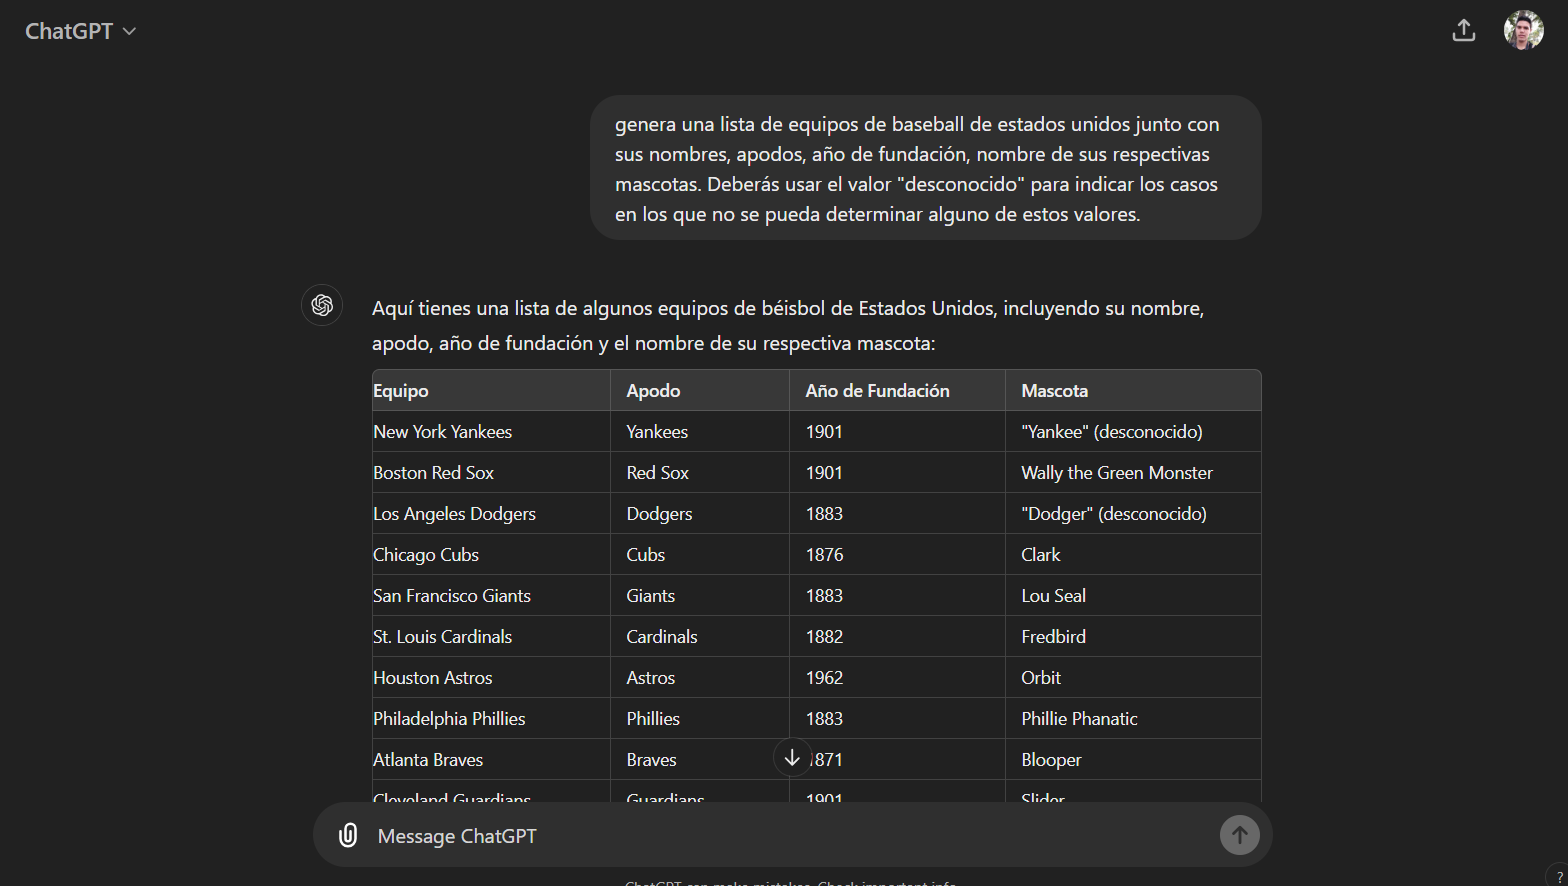 ChatGPT
genera una lista de equipos de baseball de estados unidos junto con
sus nombres, apodos, año de fundación, nombre de sus respectivas
mascotas. Deberás usar el valor "desconocido" para indicar los casos
en los que no se pueda determinar alguno de estos valores.
Aquí tienes una lista de algunos equipos de béisbol de Estados Unidos, incluyendo su nombre,
apodo, año de fundación y el nombre de su respectiva mascota:
Equipo Apodo Año de Fundación Mascota
New York Yankees Yankees 1901 "Yankee" (desconocido)
Boston Red Sox Red Sox 1901 Wally the Green Monster
Los Angeles Dodgers Dodgers 1883 "Dodger" (desconocido)
Chicago Cubs Cubs 1876 Clark
San Francisco Giants Giants 1883 Lou Seal
St. Louis Cardinals Cardinals 1882 Fredbird
Houston Astros Astros 1962 Orbit
Philadelphia Phillies Phillies 1883 Phillie Phanatic
Atlanta Braves Braves 1871 Blooper
Cleveland Guardians Guardians 1901 Slider
Message ChatGPT
ChatGPT can make mistakes. Check important info.
?